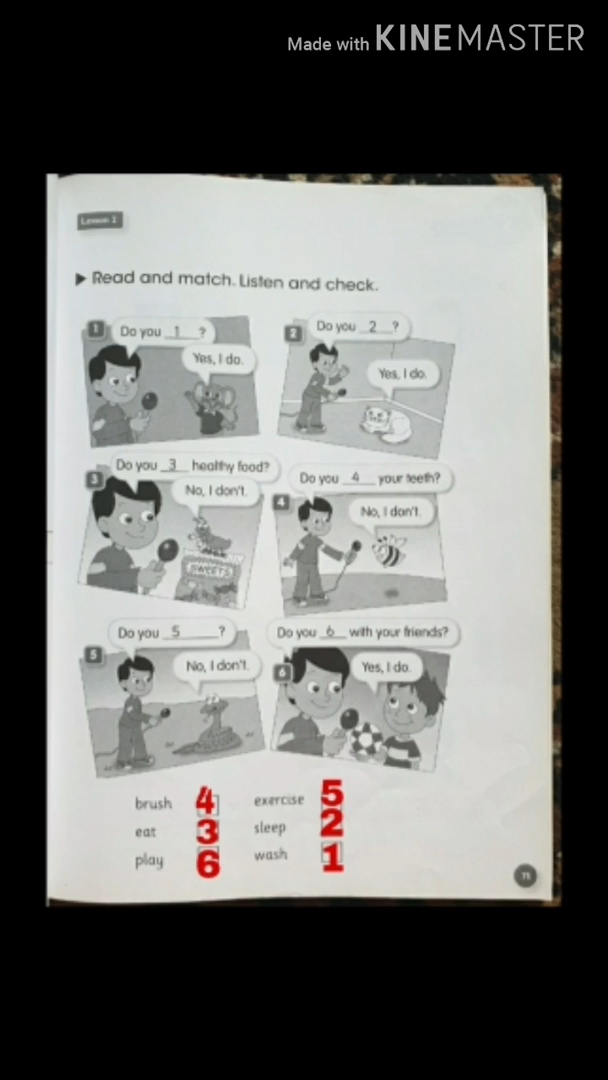 Made with KINEMASTER
Lesson 1
Read and match. Listen and check.
1
Do you 1 ?
Yes, I do.
2
Do you 2 ?
Yes, I do.
3
Do you 3 healthy food?
No, I don't.
SWEETS
4
Do you 4 your teeth?
No, I don't.
5
Do you 5 ?
No, I don't.
6
Do you 6 with your friends?
Yes, I do.
brush 4
eat 3
play 6
exercise 5
sleep 2
wash 1
71